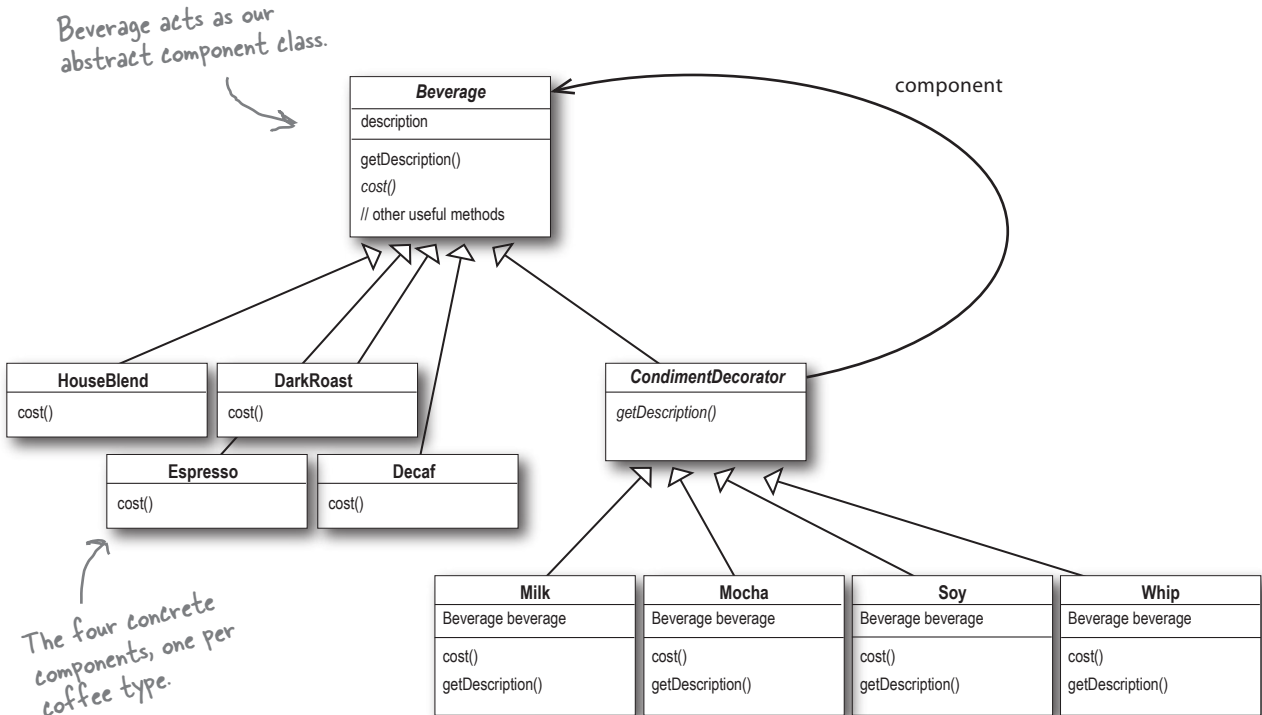 Beverage acts as our
abstract component class.
component
Beverage
description
getDescription()
cost()
// other useful methods
HouseBlend
cost()
DarkRoast
cost()
CondimentDecorator
getDescription()
Espresso
cost()
Decaf
cost()
The four concrete
components, one per
coffee type.
Milk
Beverage beverage
cost()
getDescription()
Mocha
Beverage beverage
cost()
getDescription()
Soy
Beverage beverage
cost()
getDescription()
Whip
Beverage beverage
cost()
getDescription()